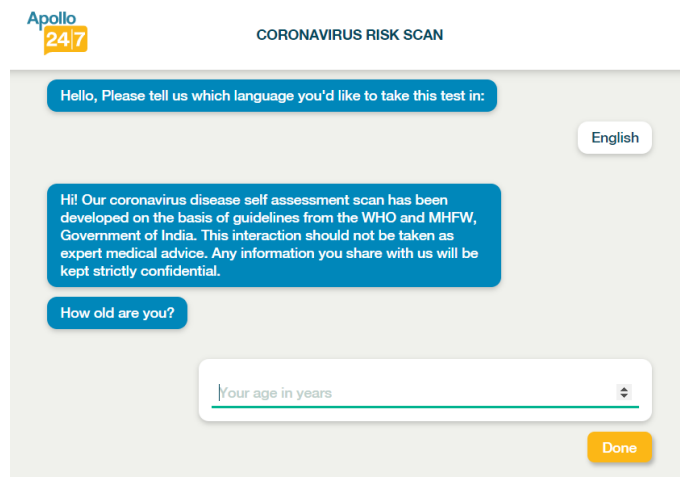 Apollo
24|7
CORONAVIRUS RISK SCAN
Hello, Please tell us which language you'd like to take this test in:
English
Hi! Our coronavirus disease self assessment scan has been
developed on the basis of guidelines from the WHO and MHFW,
Government of India. This interaction should not be taken as
expert medical advice. Any information you share with us will be
kept strictly confidential.
How old are you?
Your age in years
Done